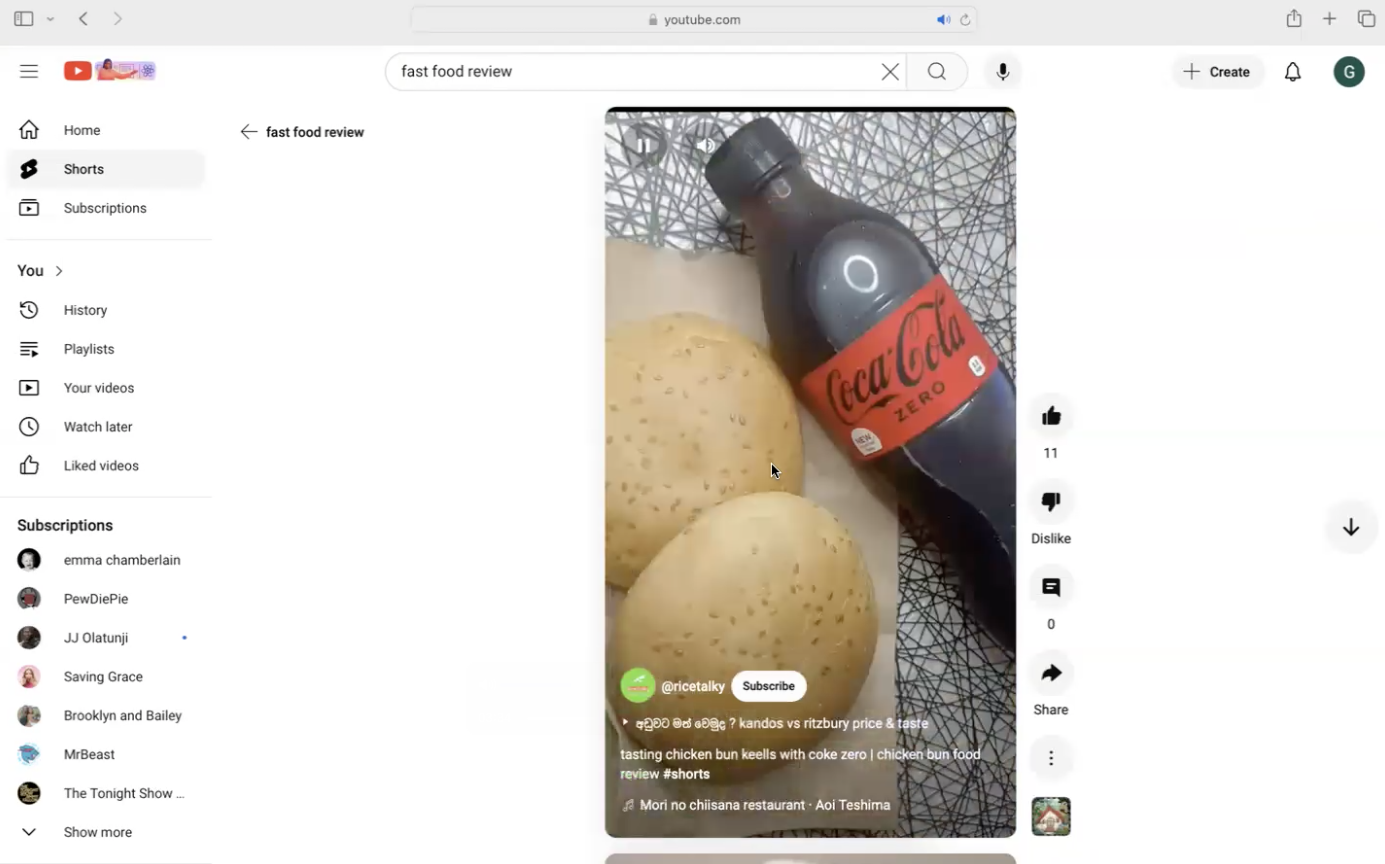 youtube.com
fast food review
Create
G
Home
fast food review
Shorts
Subscriptions
You
History
Playlists
Your videos
Watch later
Liked videos
Subscriptions
emma chamberlain
PewDiePie
JJ Olatunji
Saving Grace
Brooklyn and Bailey
MrBeast
The Tonight Show ...
Show more
Coca-Cola
ZERO
NEW
11
Dislike
0
Share
@ricetalky
Subscribe
අඩුවට මත් වෙමුද ? kandos vs ritzbury price & taste
tasting chicken bun keells with coke zero | chicken bun food
review #shorts
Mori no chiisana restaurant · Aoi Teshima